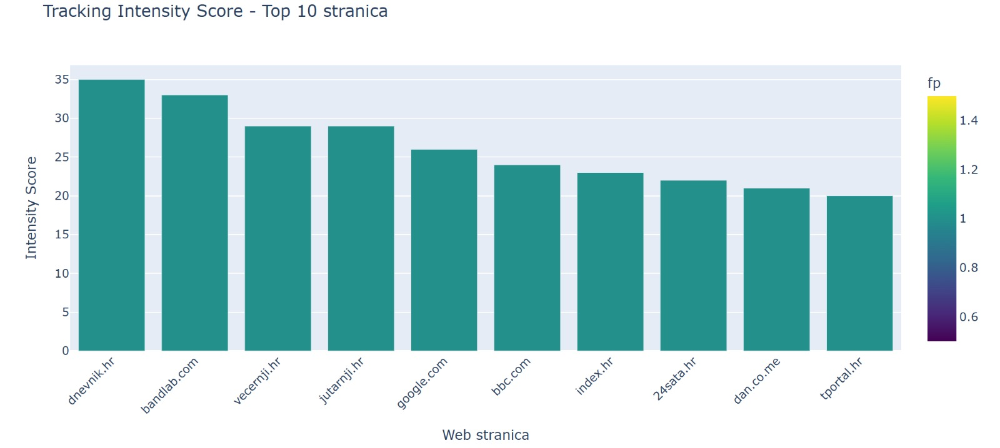 Tracking Intensity Score - Top 10 stranica
fp
35
30
25
20
15
10
5
0
Intensity Score
1.4
1.2
1
0.8
0.6
dnevnik.hr
bandlab.com
vecernji.hr
jutarnji.hr
google.com
bbc.com
index.hr
24sata.hr
dan.co.me
tportal.hr
Web stranica